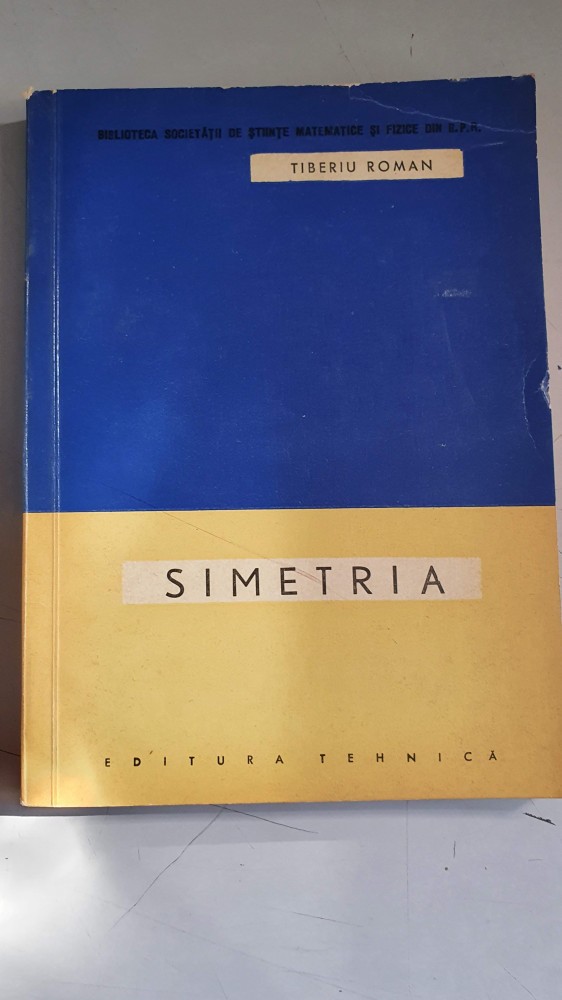 BIBLIOTECA SOCIETĂȚII DE ȘTIINȚE MATEMATICE ȘI FIZICE DIN R.P.R.
TIBERIU ROMAN
SIMETRIA
EDITURA TEHNICĂ